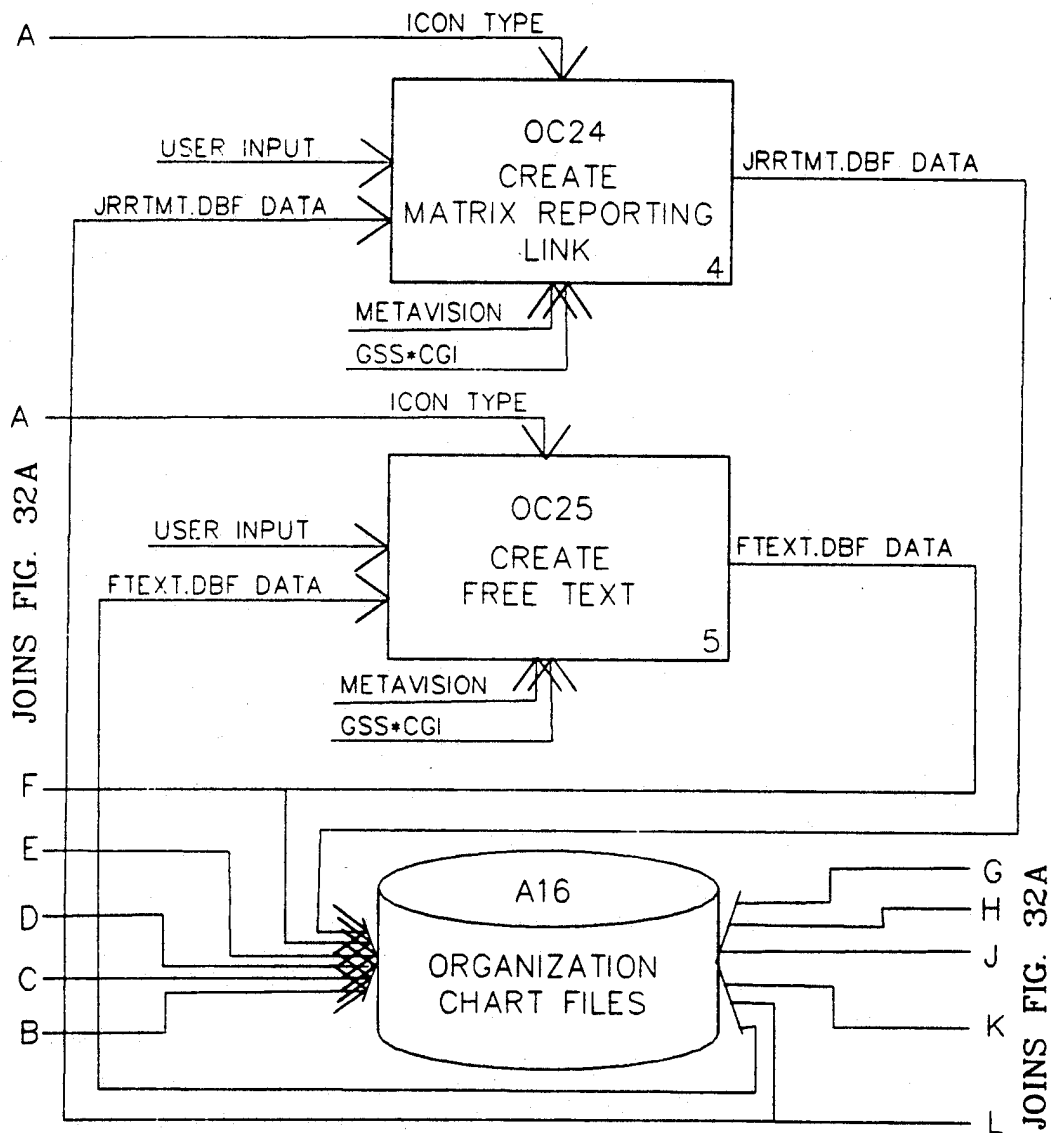 A
ICON TYPE
OC24
CREATE
MATRIX REPORTING
LINK
4
USER INPUT
JRRTMT.DBF DATA
JRRTMT.DBF DATA
METAVISION
GSS*CGI
A
ICON TYPE
OC25
CREATE
FREE TEXT
5
USER INPUT
FTEXT.DBF DATA
FTEXT.DBF DATA
METAVISION
GSS*CGI
JOINS FIG. 32A
F
E
D
C
B
A16
ORGANIZATION
CHART FILES
G
H
J
K
L
JOINS FIG. 32A